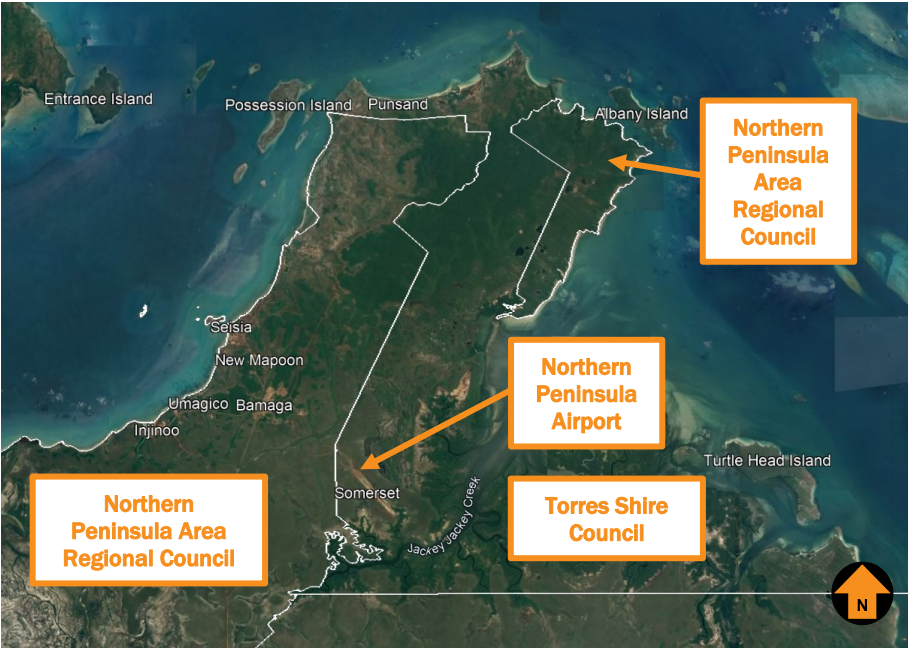 Entrance Island
Possession Island
Punsand
Albany Island
Northern
Peninsula
Area
Regional
Council
Seisia
New Mapoon
Umagico
Bamaga
Injinoo
Northern
Peninsula
Airport
Turtle Head Island
Somerset
Jackey Jackey Creek
Northern
Peninsula Area
Regional Council
Torres Shire
Council
N